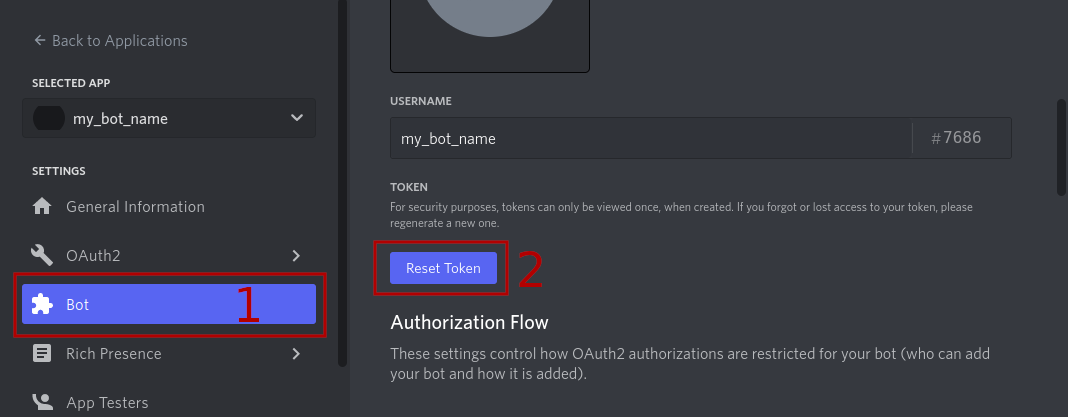 ← Back to Applications
SELECTED APP
my_bot_name
SETTINGS
General Information
OAuth2
Bot
1
Rich Presence
App Testers
USERNAME
my_bot_name
#7686
TOKEN
For security purposes, tokens can only be viewed once, when created. If you forgot or lost access to your token, please
regenerate a new one.
Reset Token
2
Authorization Flow
These settings control how OAuth2 authorizations are restricted for your bot (who can add
your bot and how it is added).